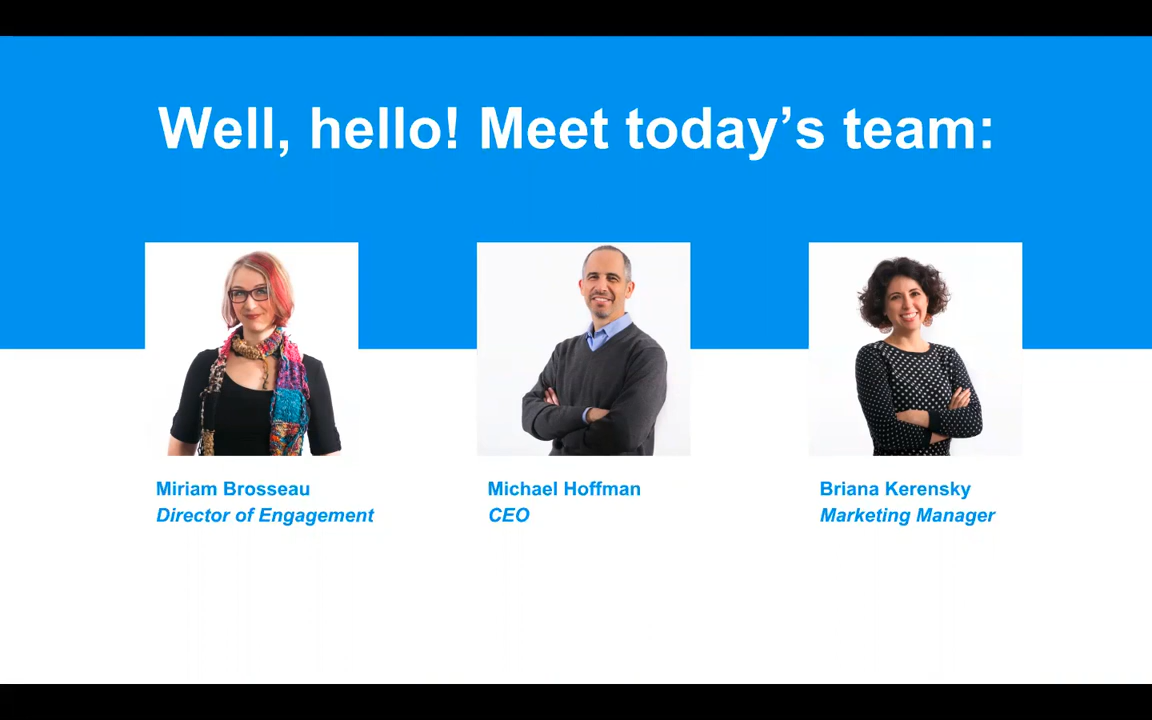 Well, hello! Meet today’s team:
Miriam Brosseau
Director of Engagement
Michael Hoffman
CEO
Briana Kerensky
Marketing Manager